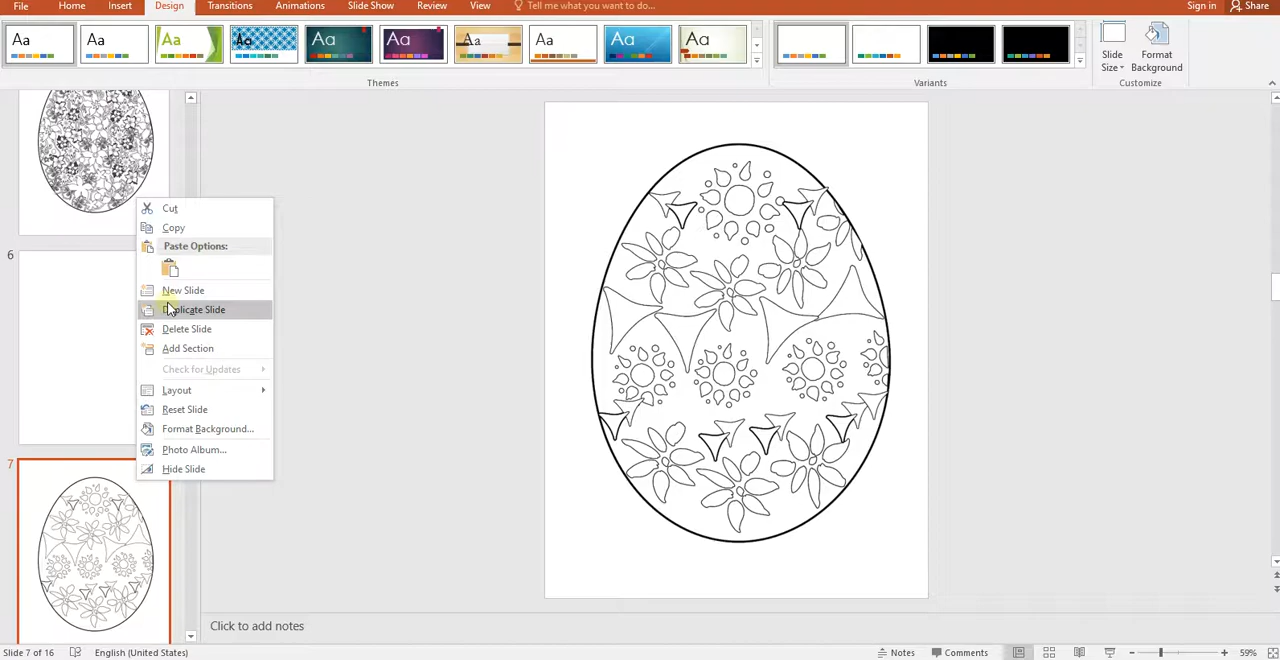 File Home Insert Design Transitions Animations Slide Show Review View Tell me what you want to do... Sign in Share
Aa Aa Aa Aa Aa Aa Aa Aa Aa Aa
Slide Size Format Background
Themes Variants Customize
Cut
Copy
Paste Options:
6
New Slide
Duplicate Slide
Delete Slide
Add Section
Check for Updates
Layout
Reset Slide
Format Background...
Photo Album...
7
Hide Slide
Click to add notes
Slide 7 of 16 English (United States) Notes Comments 59%